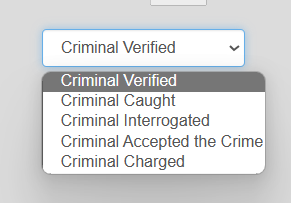 Criminal Verified
Criminal Verified
Criminal Caught
Criminal Interrogated
Criminal Accepted the Crime
Criminal Charged